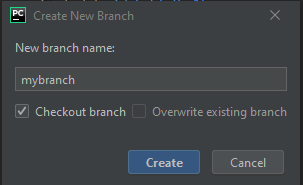 PC Create New Branch
New branch name:
mybranch
Checkout branch Overwrite existing branch
Create Cancel